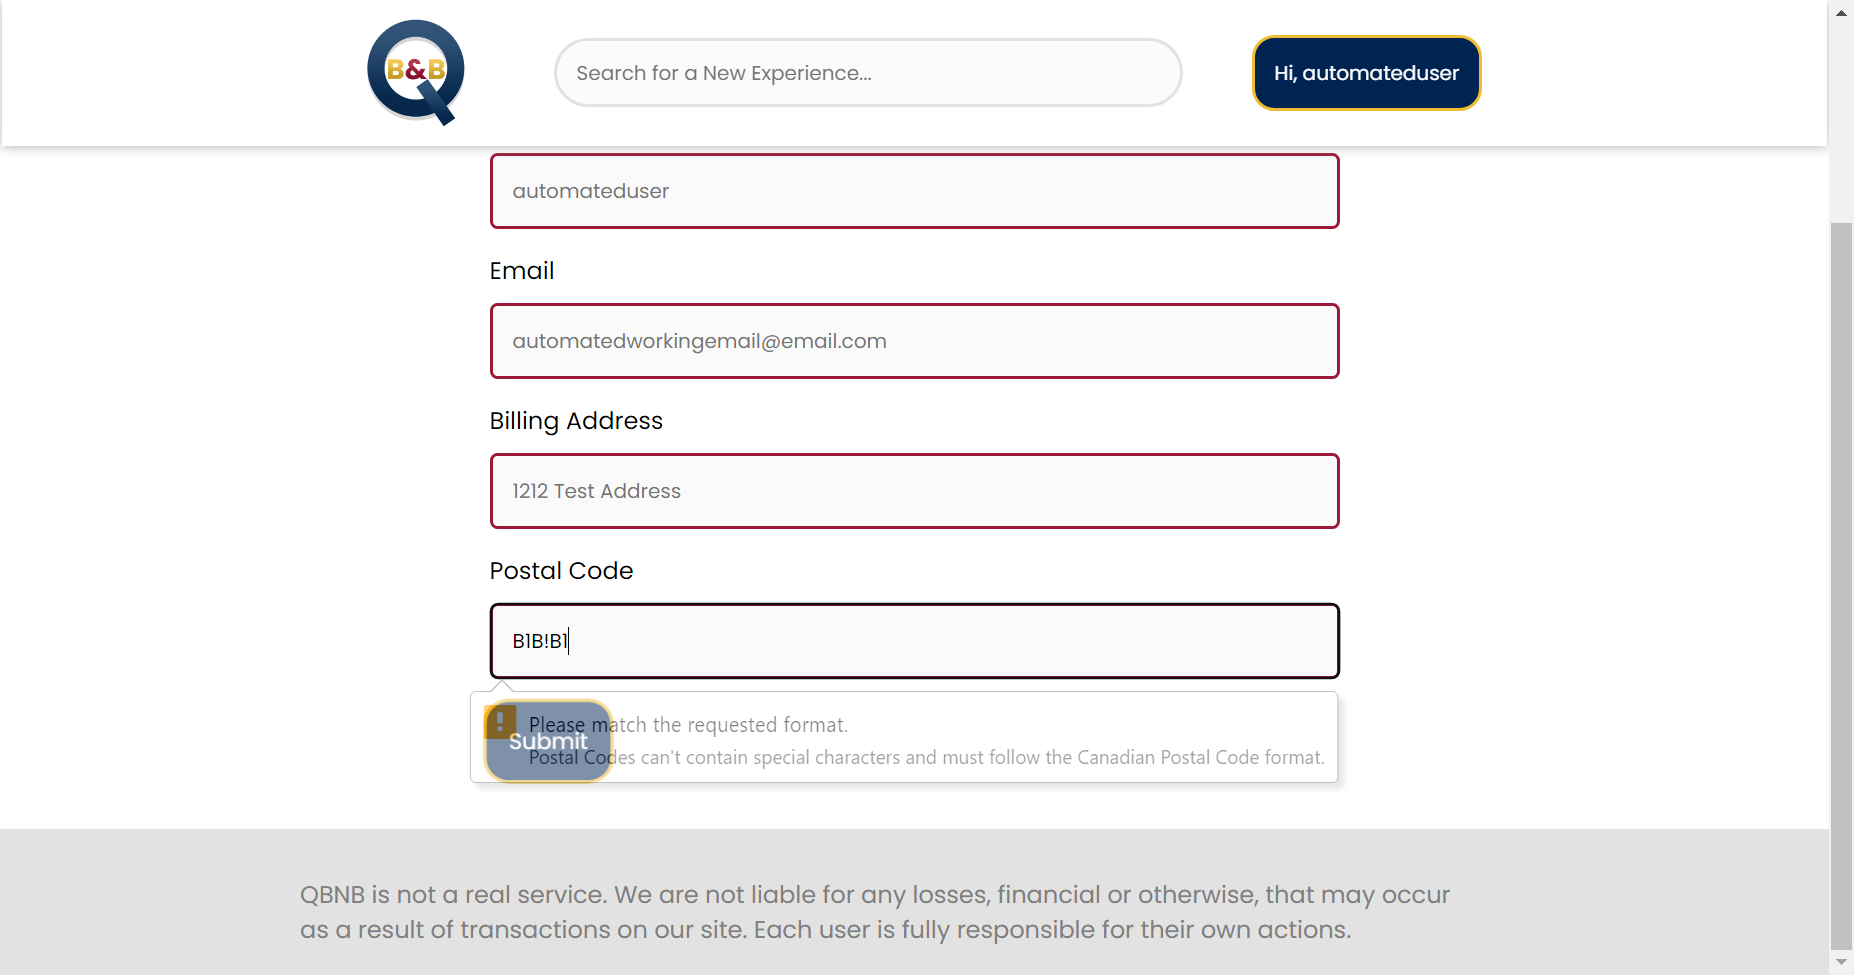 B&B
Search for a New Experience...
Hi, automateduser
automateduser
Email
automatedworkingemail@email.com
Billing Address
1212 Test Address
Postal Code
B1B!B1
Please match the requested format.
Submit
Postal Codes can't contain special characters and must follow the Canadian Postal Code format.
QBNB is not a real service. We are not liable for any losses, financial or otherwise, that may occur
as a result of transactions on our site. Each user is fully responsible for their own actions.